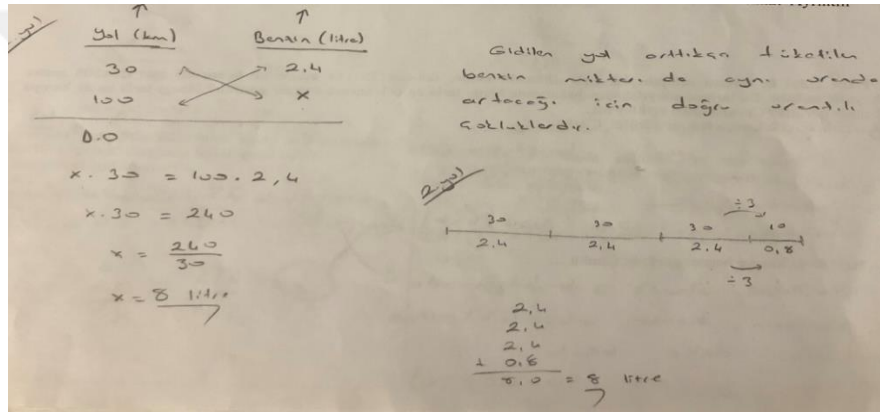 1. yol)
↑ ↑
Yol (km) Benzin (litre)
30 2,4
100 x
D.O
x . 30 = 100 . 2,4
x . 30 = 240
x = 240/30
x = 8 litre
Gidilen yol arttıkça tüketilen
benzin miktarı da aynı oranda
artacağı için doğru orantılı
çokluklardır.
2. yol)
÷3
30 30 30 10
2,4 2,4 2,4 0,8
÷3
2,4
2,4
2,4
+ 0,8
8,0 = 8 litre